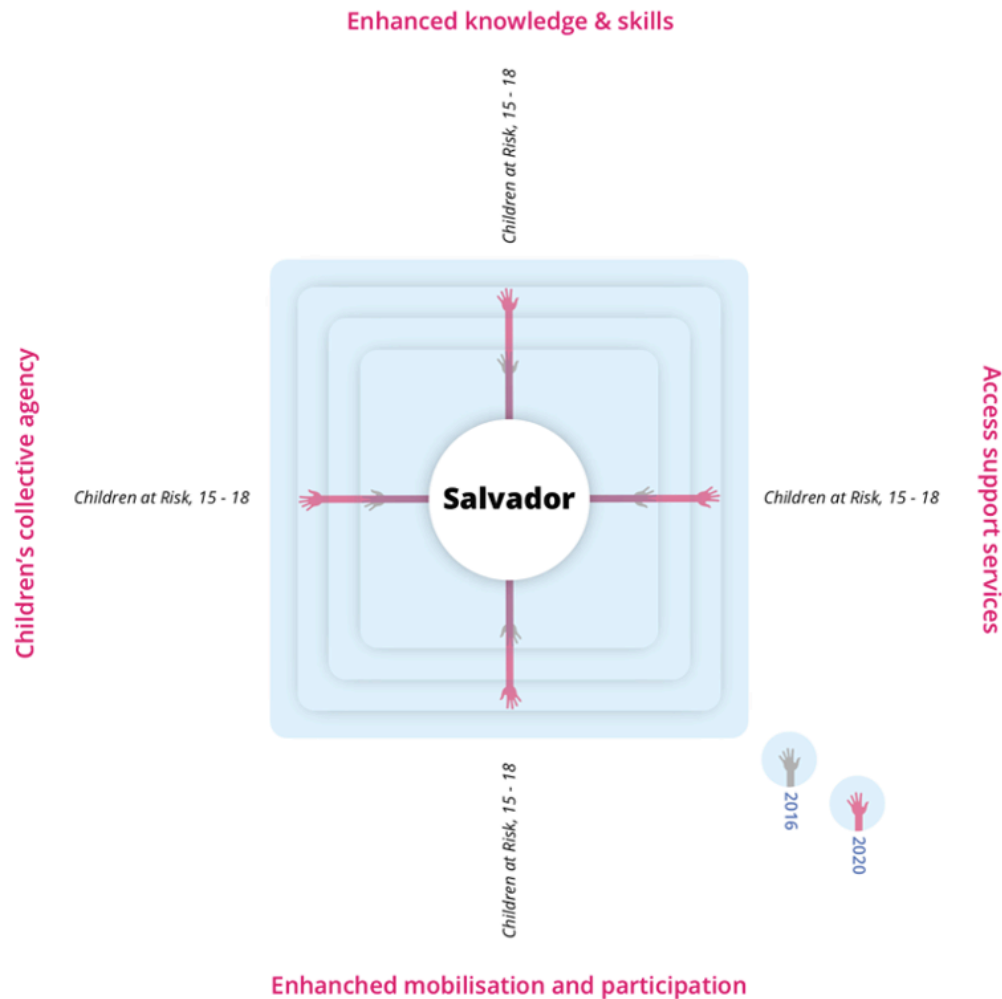 Enhanced knowledge & skills
Children at Risk, 15 - 18
Children's collective agency
Children at Risk, 15 - 18
Salvador
Children at Risk, 15 - 18
Access support services
Children at Risk, 15 - 18
2016
2020
Enhanched mobilisation and participation